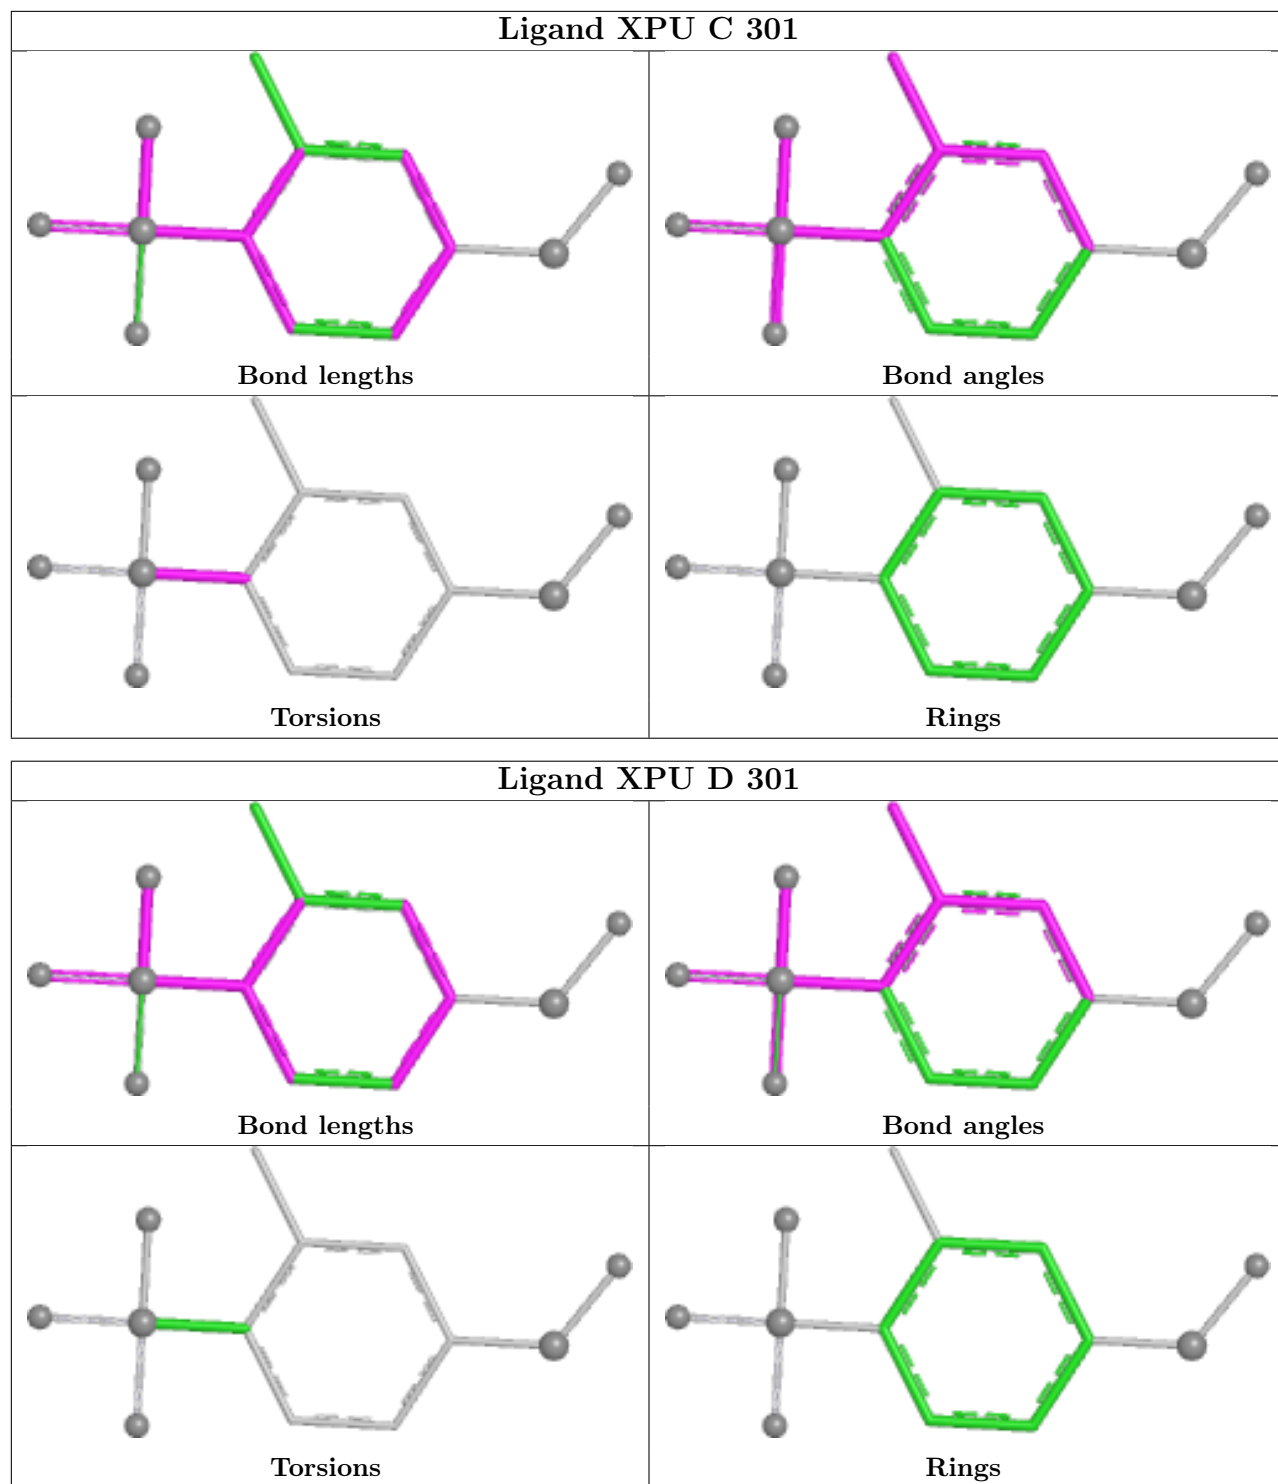 Ligand XPU C 301
Bond lengths
Bond angles
Torsions
Rings
Ligand XPU D 301
Bond lengths
Bond angles
Torsions
Rings